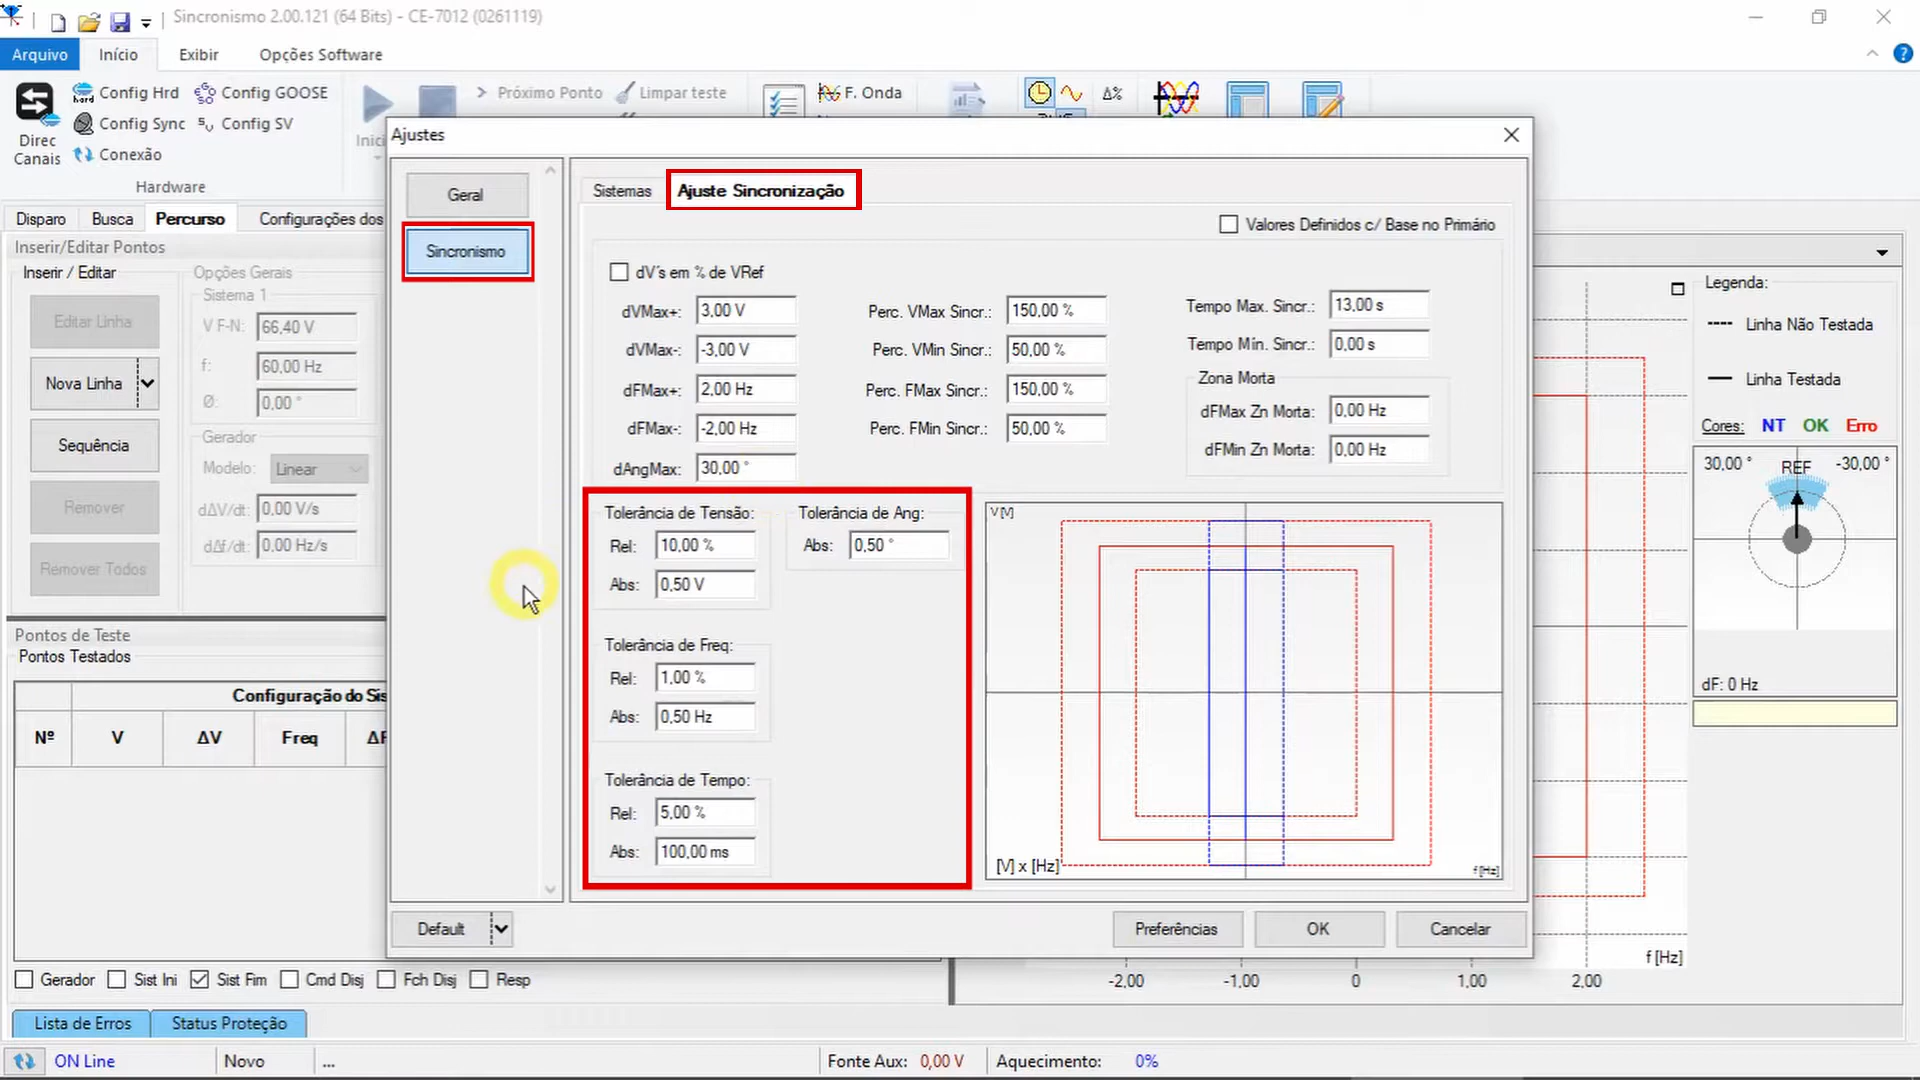 Sincronismo 2.00.121 (64 Bits) - CE-7012 (0261119)
Arquivo Início Exibir Opções Software
Direc Canais
Config Hrd Config GOOSE
Config Sync Config SV
Conexão
Hardware
Próximo Ponto Limpar teste
F. Onda
Δ%
Disparo Busca Percurso Configurações dos
Inserir/Editar Pontos
Inserir / Editar
Editar Linha
Nova Linha
Sequência
Remover
Remover Todos
Opções Gerais
Sistema 1
V F-N: 66,40 V
f: 60,00 Hz
Ø: 0,00 °
Gerador
Modelo: Linear
dΔV/dt: 0,00 V/s
dΔf/dt: 0,00 Hz/s
Pontos de Teste
Pontos Testados
Configuração do Sis
Nº V ΔV Freq ΔF
Gerador Sist Ini Sist Fim Cmd Disj Fch Disj Resp
Lista de Erros Status Proteção
ON Line Novo ... Fonte Aux: 0,00 V Aquecimento: 0%
Ajustes
Geral
Sincronismo
Sistemas Ajuste Sincronização
Valores Definidos c/ Base no Primário
dV's em % de VRef
dVMax+: 3,00 V
dVMax-: -3,00 V
dFMax+: 2,00 Hz
dFMax-: -2,00 Hz
dAngMax: 30,00 °
Perc. VMax Sincr.: 150,00 %
Perc. VMin Sincr.: 50,00 %
Perc. FMax Sincr.: 150,00 %
Perc. FMin Sincr.: 50,00 %
Tempo Max. Sincr.: 13,00 s
Tempo Mín. Sincr.: 0,00 s
Zona Morta
dFMax Zn Morta: 0,00 Hz
dFMin Zn Morta: 0,00 Hz
Tolerância de Tensão:
Rel: 10,00 %
Abs: 0,50 V
Tolerância de Ang:
Abs: 0,50 °
Tolerância de Freq:
Rel: 1,00 %
Abs: 0,50 Hz
Tolerância de Tempo:
Rel: 5,00 %
Abs: 100,00 ms
V [V]
[V] x [Hz]
f [Hz]
Default
Preferências OK Cancelar
Legenda:
Linha Não Testada
Linha Testada
Cores: NT OK Erro
30,00 ° REF -30,00 °
dF: 0 Hz
f [Hz]
-2,00 -1,00 0 1,00 2,00